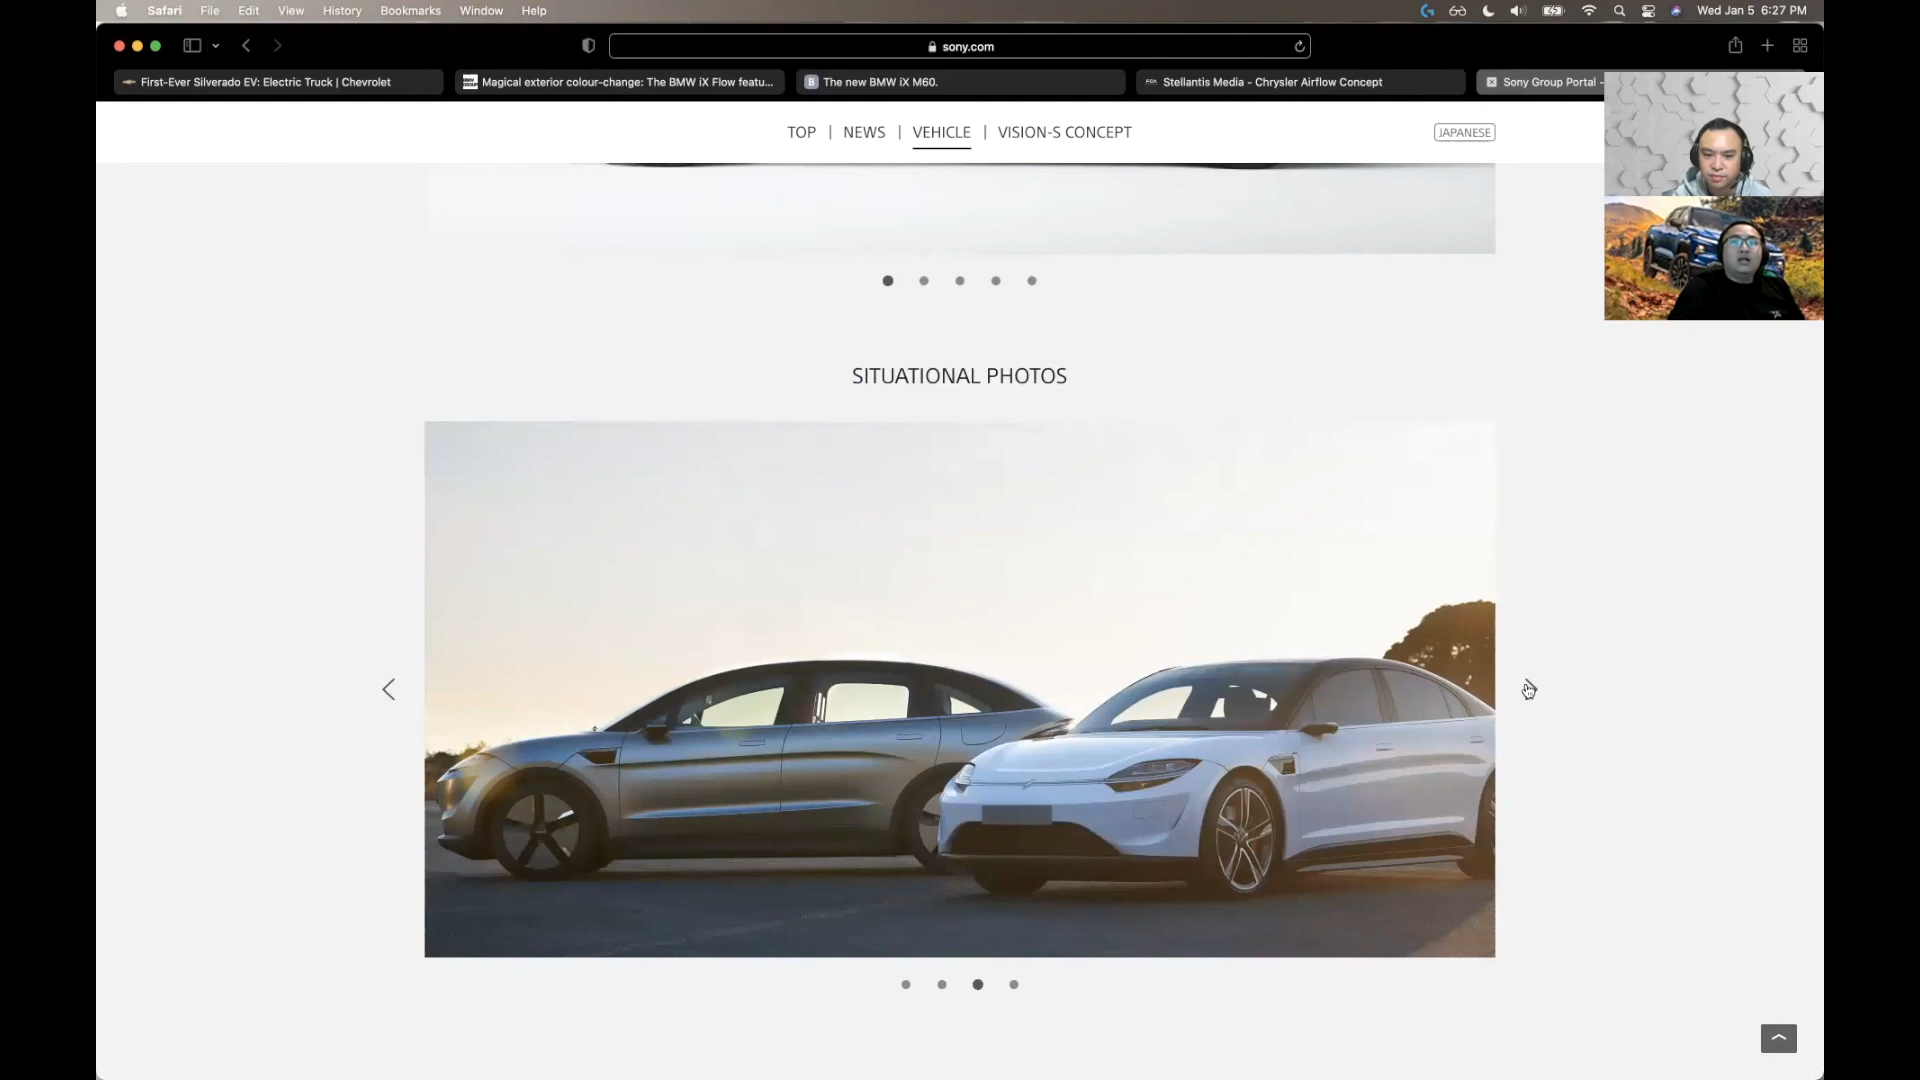 Safari File Edit View History Bookmarks Window Help Wed Jan 5 6:27 PM
sony.com
First-Ever Silverado EV: Electric Truck | Chevrolet
Magical exterior colour-change: The BMW iX Flow featu...
B The new BMW iX M60.
FCA Stellantis Media - Chrysler Airflow Concept
Sony Group Portal -
TOP | NEWS | VEHICLE | VISION-S CONCEPT
JAPANESE
SITUATIONAL PHOTOS